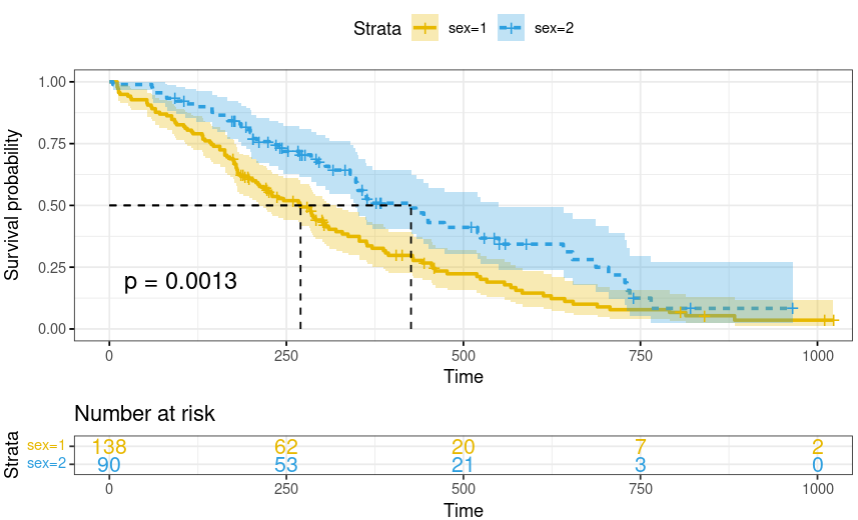 Strata sex=1 sex=2
1.00
0.75
0.50
0.25
0.00
Survival probability
p = 0.0013
0 250 500 750 1000
Time
Number at risk
Strata
sex=1 138 62 20 7 2
sex=2 90 53 21 3 0
0 250 500 750 1000
Time